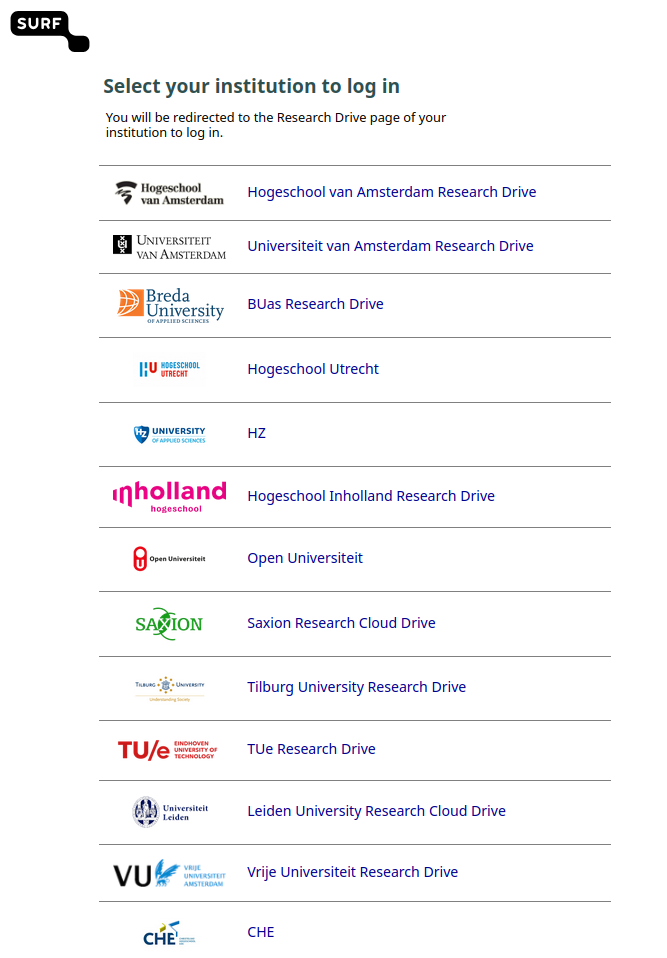 SURF
Select your institution to log in
You will be redirected to the Research Drive page of your
institution to log in.
Hogeschool
van Amsterdam
Hogeschool van Amsterdam Research Drive
UNIVERSITEIT
VAN AMSTERDAM
Universiteit van Amsterdam Research Drive
Breda
University
OF APPLIED SCIENCES
BUas Research Drive
HU HOGESCHOOL
UTRECHT
Hogeschool Utrecht
HZ UNIVERSITY
OF APPLIED SCIENCES
HZ
inholland
hogeschool
Hogeschool Inholland Research Drive
Open Universiteit
Open Universiteit
SAXION
Saxion Research Cloud Drive
TILBURG UNIVERSITY
Understanding Society
Tilburg University Research Drive
TU/e EINDHOVEN
UNIVERSITY OF
TECHNOLOGY
TUe Research Drive
Universiteit
Leiden
Leiden University Research Cloud Drive
VU VRIJE
UNIVERSITEIT
AMSTERDAM
Vrije Universiteit Research Drive
CHE
CHE